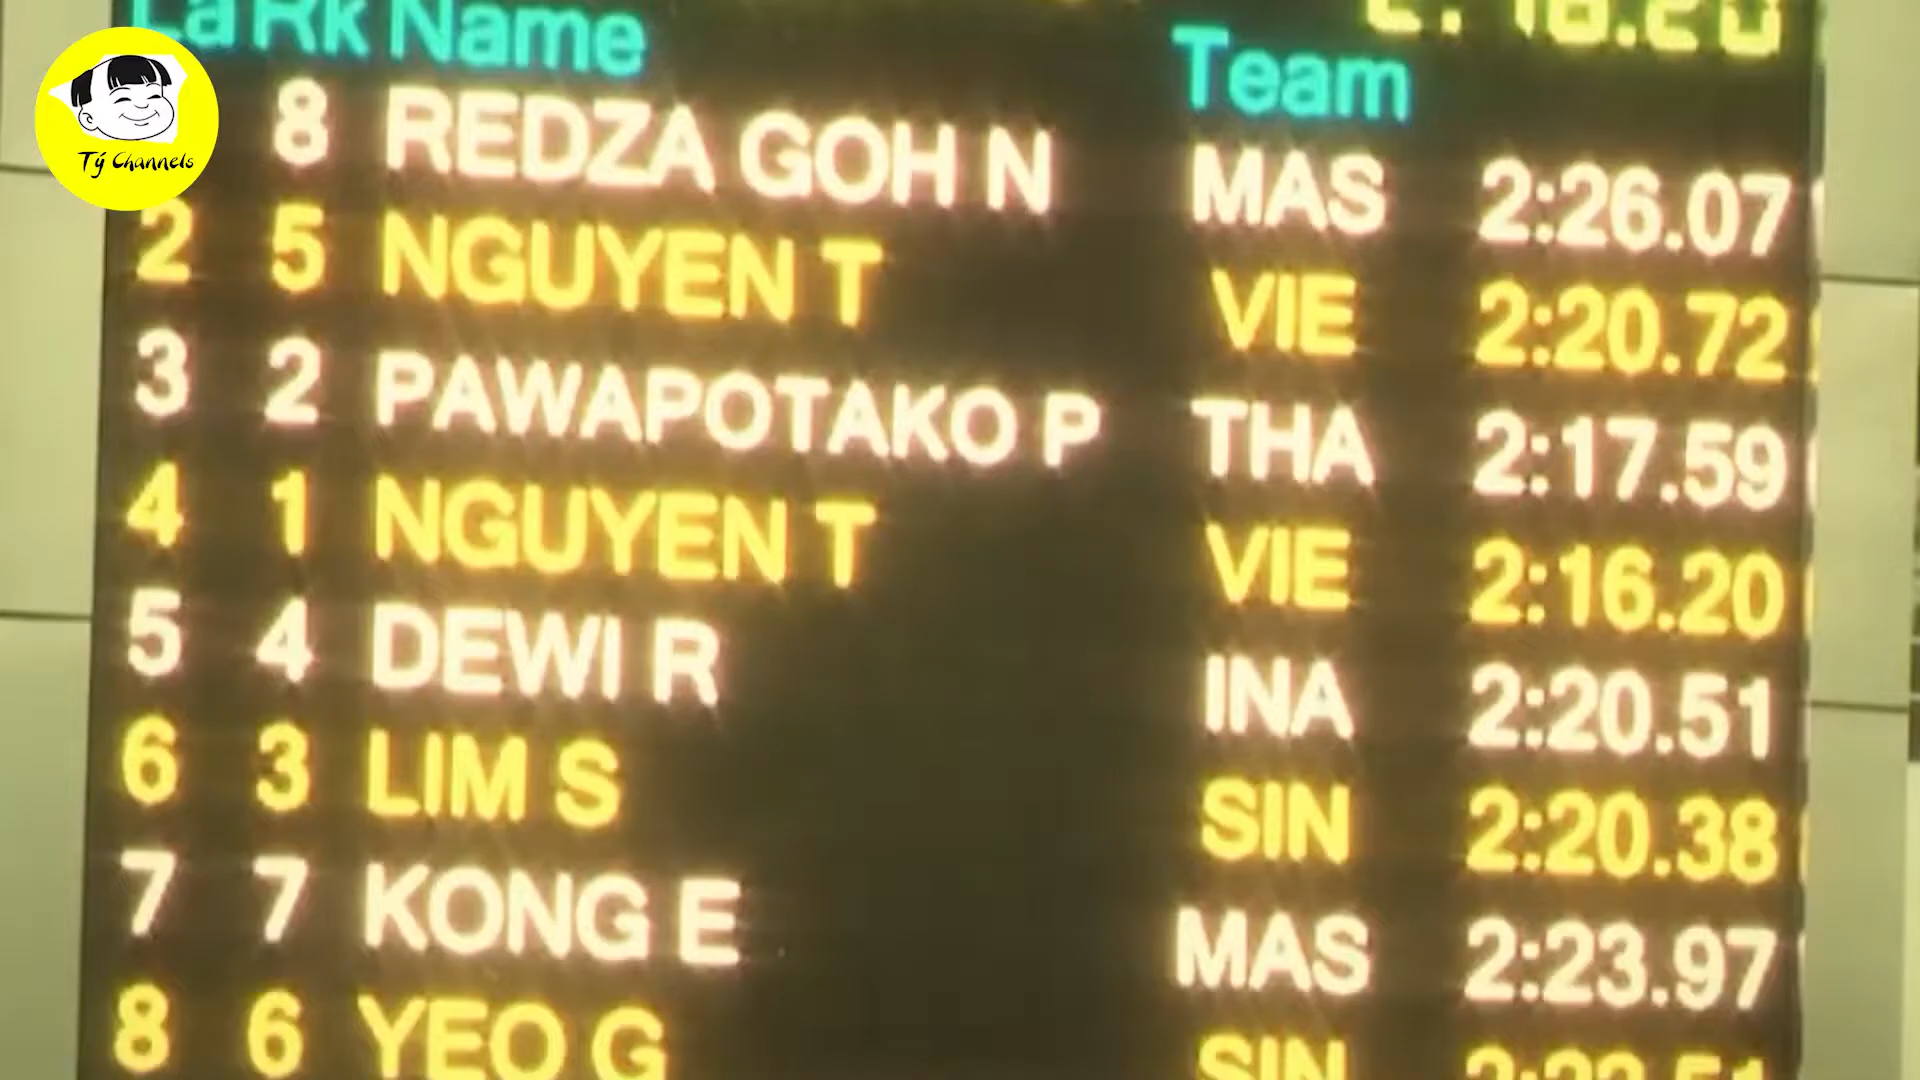 La Rk Name Team
Tý Channels
8 REDZA GOH N MAS 2:26.07
2 5 NGUYEN T VIE 2:20.72
3 2 PAWAPOTAKO P THA 2:17.59
4 1 NGUYEN T VIE 2:16.20
5 4 DEWI R INA 2:20.51
6 3 LIM S SIN 2:20.38
7 7 KONG E MAS 2:23.97
8 6 YEO G SIN